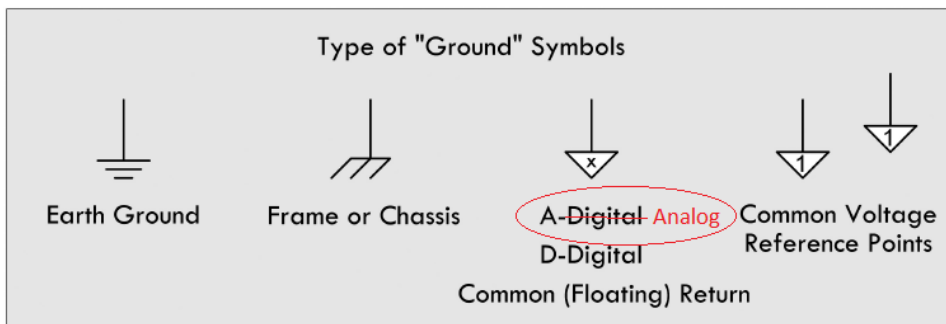 Type of "Ground" Symbols
x
1
1
Earth Ground
Frame or Chassis
A-Digital Analog
D-Digital
Common (Floating) Return
Common Voltage
Reference Points